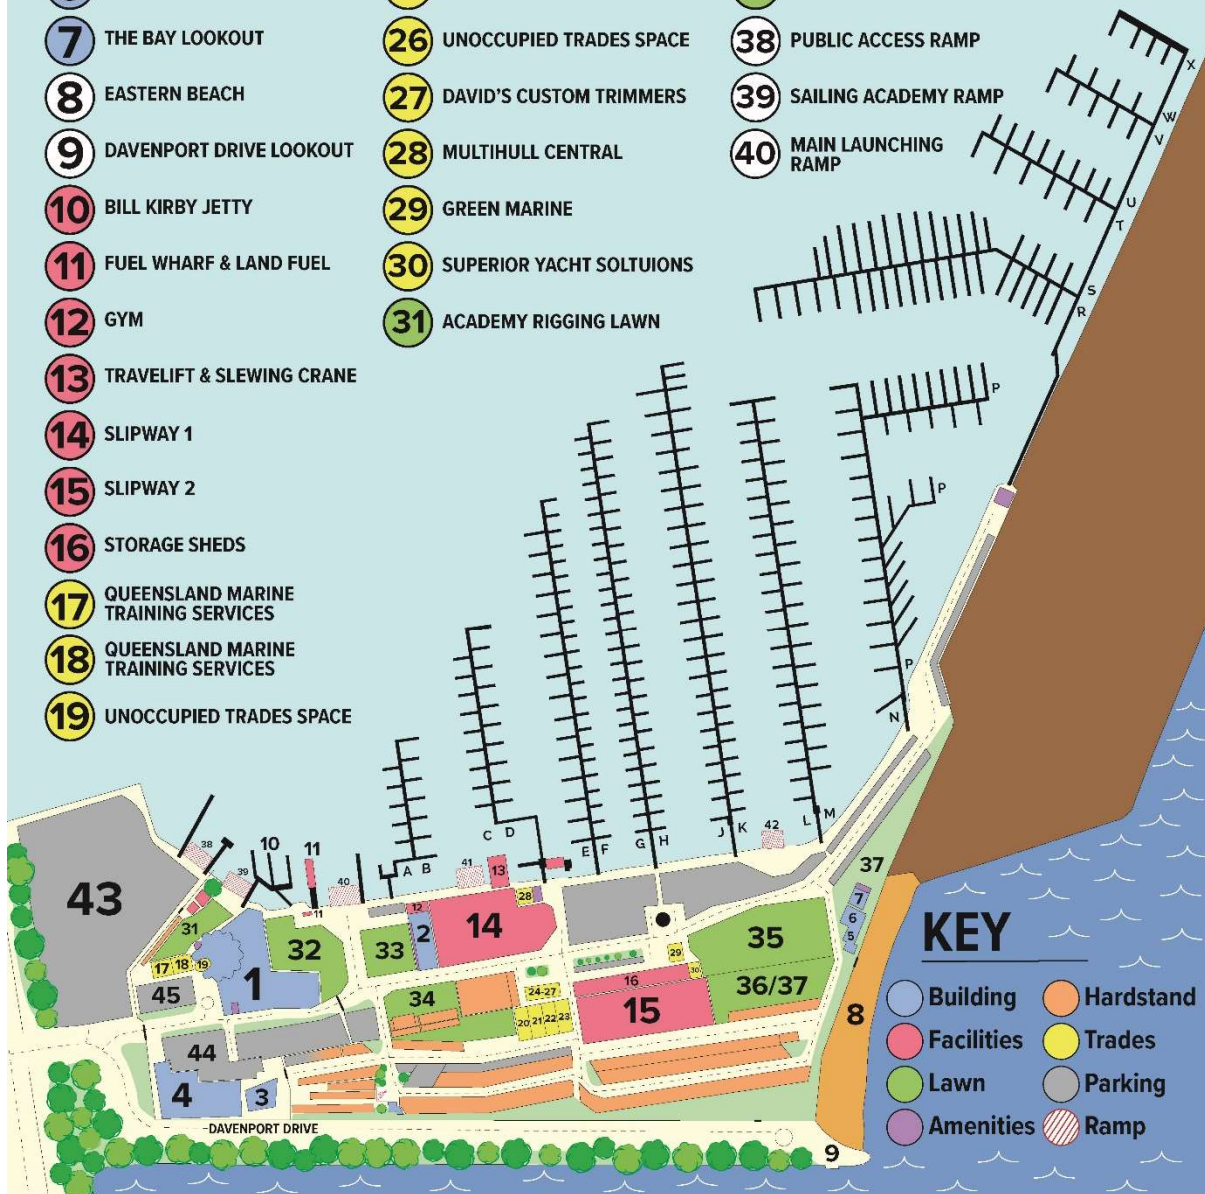 7 THE BAY LOOKOUT
8 EASTERN BEACH
9 DAVENPORT DRIVE LOOKOUT
10 BILL KIRBY JETTY
11 FUEL WHARF & LAND FUEL
12 GYM
13 TRAVELIFT & SLEWING CRANE
14 SLIPWAY 1
15 SLIPWAY 2
16 STORAGE SHEDS
17 QUEENSLAND MARINE
TRAINING SERVICES
18 QUEENSLAND MARINE
TRAINING SERVICES
19 UNOCCUPIED TRADES SPACE
26 UNOCCUPIED TRADES SPACE
27 DAVID'S CUSTOM TRIMMERS
28 MULTIHULL CENTRAL
29 GREEN MARINE
30 SUPERIOR YACHT SOLTUIONS
31 ACADEMY RIGGING LAWN
38 PUBLIC ACCESS RAMP
39 SAILING ACADEMY RAMP
40 MAIN LAUNCHING
RAMP
X
W
V
U
T
S
R
P
P
P
N
M
L
K
J
H
G
F
E
D
C
B
A
38
39
10
11
11
40
41
13
42
43
31
17 18 19
45
1
32
33
12
2
14
28
34
24-27
20 21 22 23
16
15
29
30
35
36/37
37
7
6
5
8
44
4
3
DAVENPORT DRIVE
9
KEY
Building
Hardstand
Facilities
Trades
Lawn
Parking
Amenities
Ramp